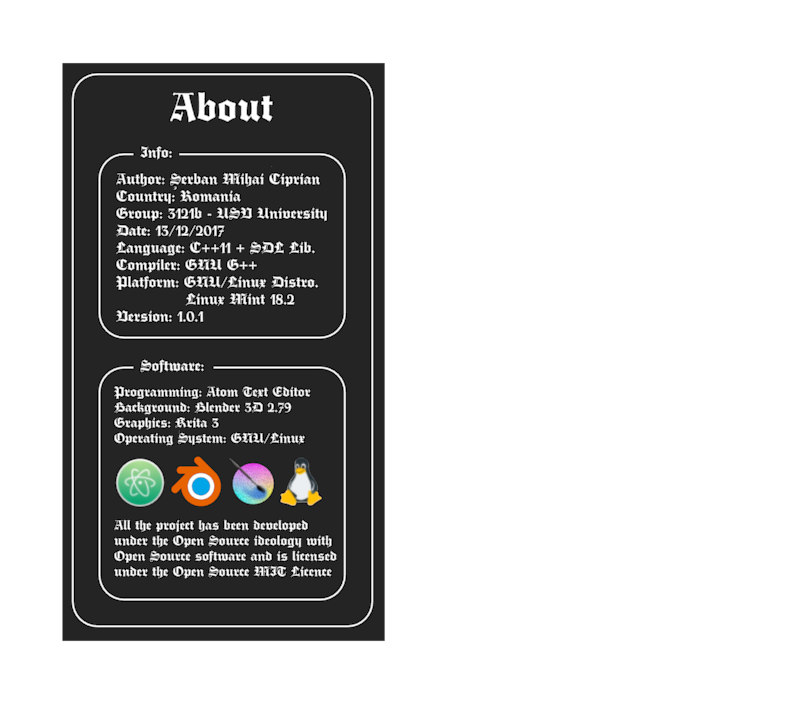 About
Info:
Author: Șerban Mihai Ciprian
Country: Romania
Group: 3121b - USV University
Date: 13/12/2017
Language: C++11 + SDL Lib.
Compiler: GNU G++
Platform: GNU/Linux Distro.
Linux Mint 18.2
Version: 1.0.1
Software:
Programming: Atom Text Editor
Background: Blender 3D 2.79
Graphics: Krita 3
Operating System: GNU/Linux
All the project has been developed
under the Open Source ideology with
Open Source software and is licensed
under the Open Source MIT Licence